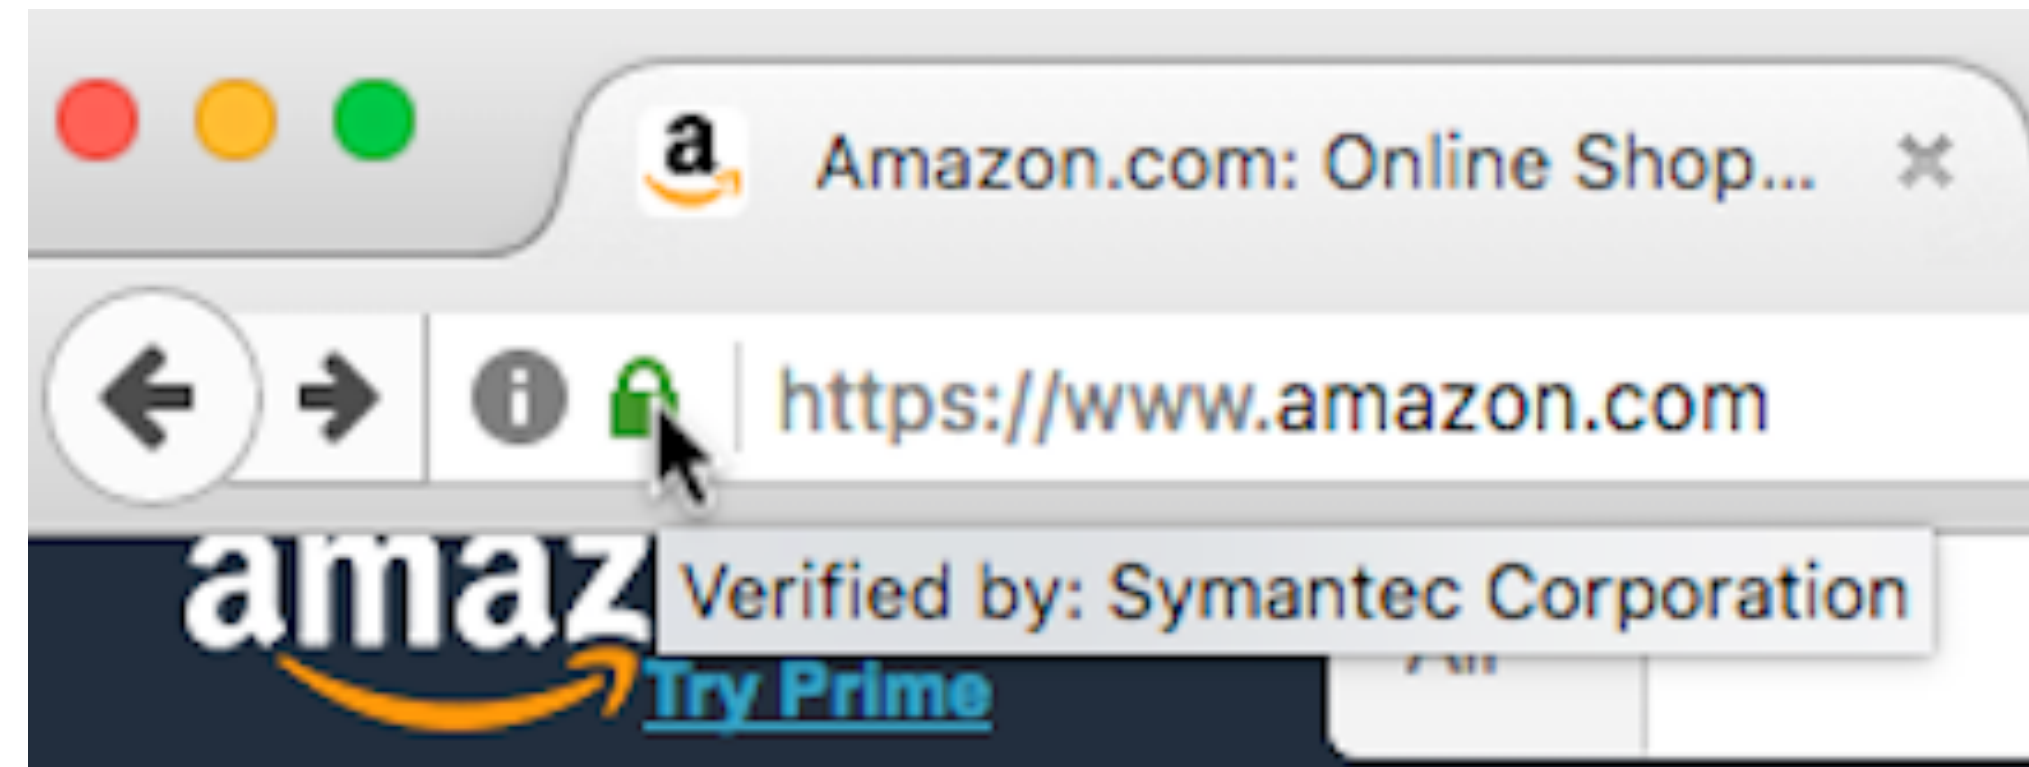 a
Amazon.com: Online Shop...
https://www.amazon.com
Verified by: Symantec Corporation
amaz
Try Prime